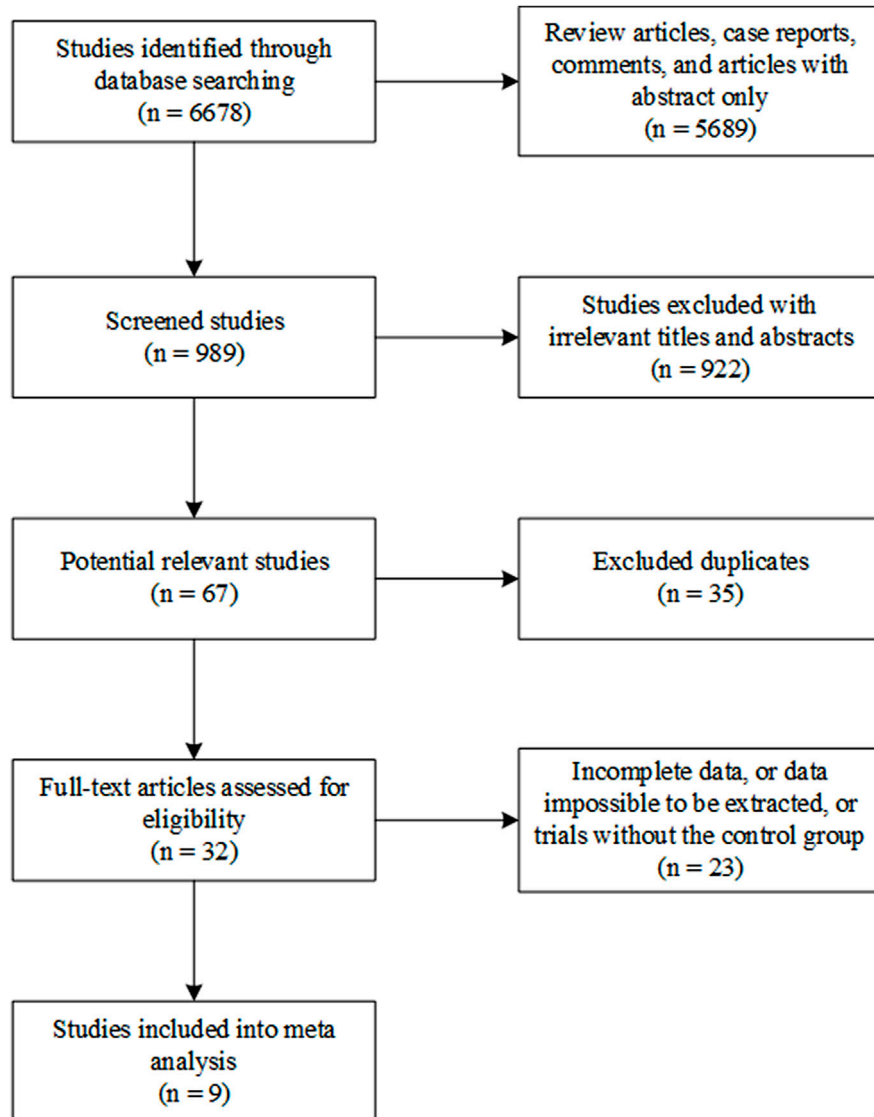 Studies identified through
database searching
(n = 6678)
Review articles, case reports,
comments, and articles with
abstract only
(n = 5689)
Screened studies
(n = 989)
Studies excluded with
irrelevant titles and abstracts
(n = 922)
Potential relevant studies
(n = 67)
Excluded duplicates
(n = 35)
Full-text articles assessed for
eligibility
(n = 32)
Incomplete data, or data
impossible to be extracted, or
trials without the control group
(n = 23)
Studies included into meta
analysis
(n = 9)